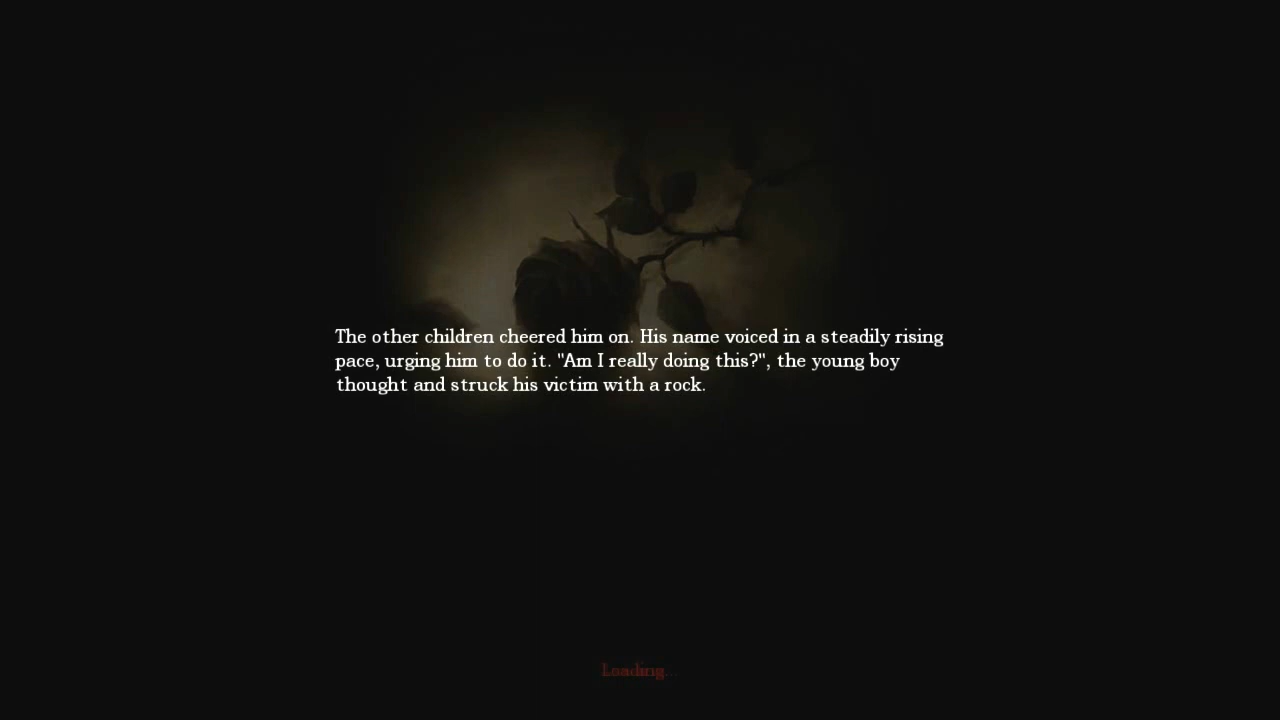 The other children cheered him on. His name voiced in a steadily rising
pace, urging him to do it. "Am I really doing this?", the young boy
thought and struck his victim with a rock.
Loading...